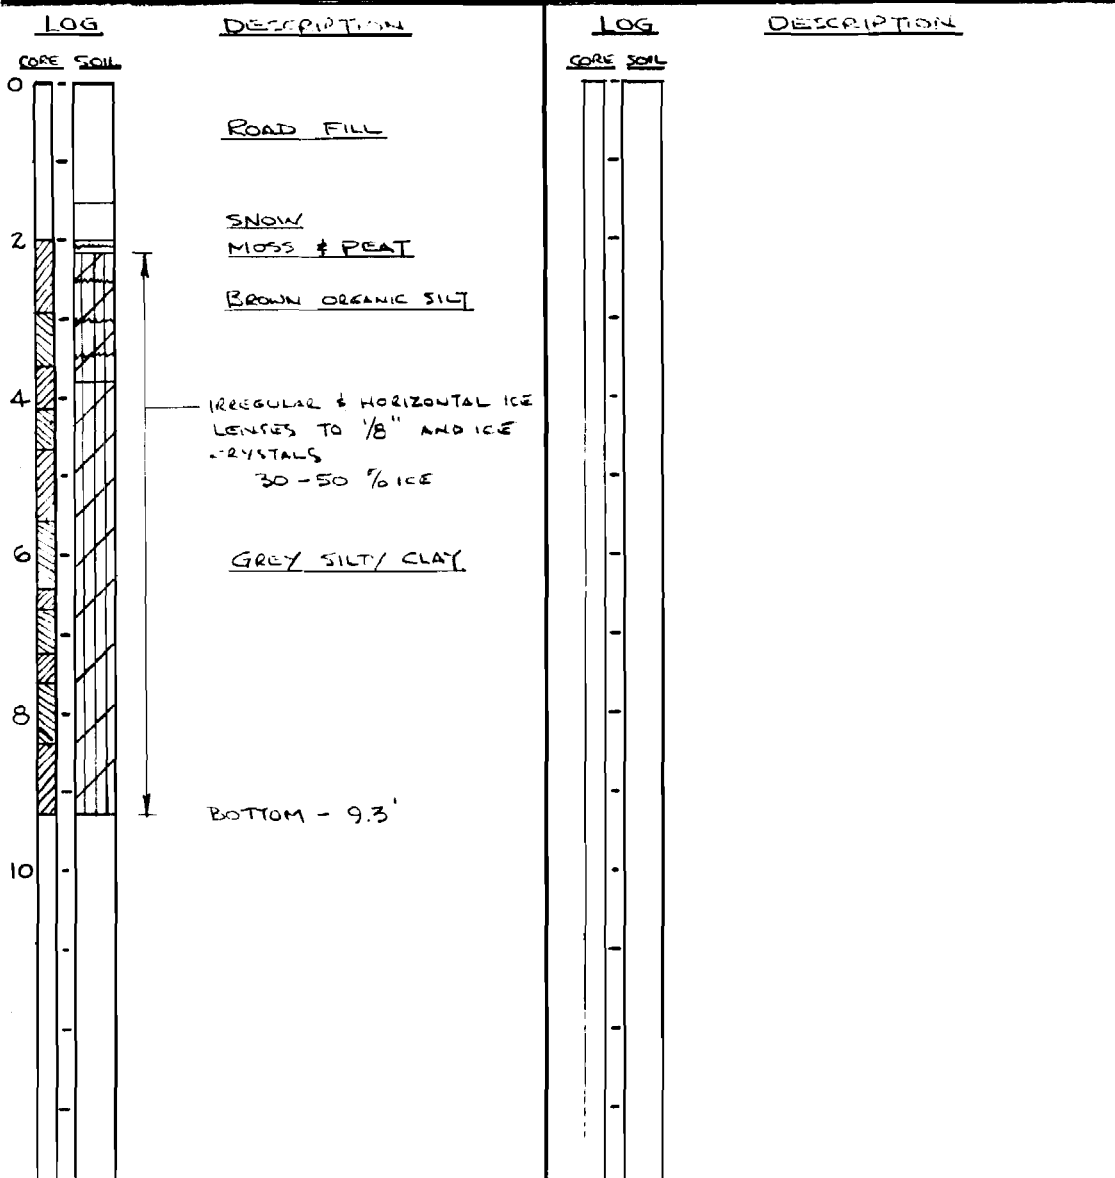 LOG
DESCRIPTION
CORE SOIL
0
ROAD FILL
SNOW
2
MOSS & PEAT
BROWN ORGANIC SILT
4
IRREGULAR & HORIZONTAL ICE
LENSES TO 1/8" AND ICE
CRYSTALS
30 - 50 % ICE
6
GREY SILTY CLAY
8
BOTTOM - 9.3'
10
LOG
DESCRIPTION
CORE SOIL